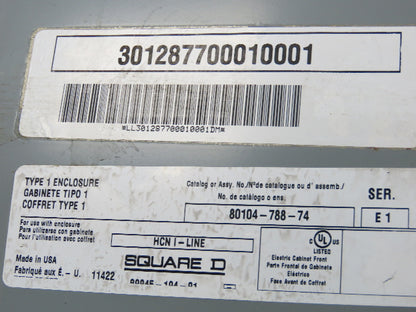 301287700010001
*LL301287700010001DM*
TYPE 1 ENCLOSURE
GABINETE TIPO 1
COFFRET TYPE 1
Catalog or Assy. No./Nº de catalogue ou d' assemb./
No. de catálogo o ens.
SER.
80104-788-74
E 1
For use with enclosure
Para utilizarse con gabinete
Pour l'utilisation avec coffret
HCN I-LINE
UL
LISTED
Electric Cabinet Front
Parte Frontal de Gabinete
Eléctrico
Face Avant de Coffret
Made in USA
Fabriqué aux É.-U.
11422
SQUARE D